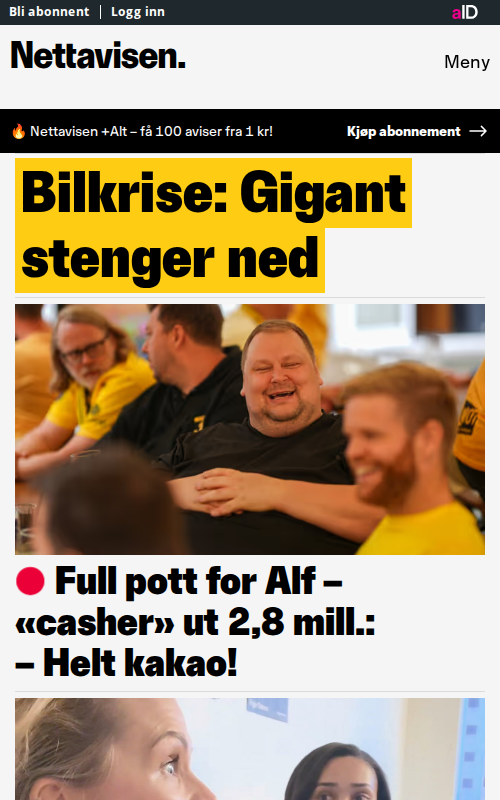 Bli abonnent | Logg inn
aID
Nettavisen.
Meny
🔥 Nettavisen +Alt – få 100 aviser fra 1 kr!
Kjøp abonnement →
Bilkrise: Gigant
stenger ned
Full pott for Alf –
«casher» ut 2,8 mill.:
– Helt kakao!